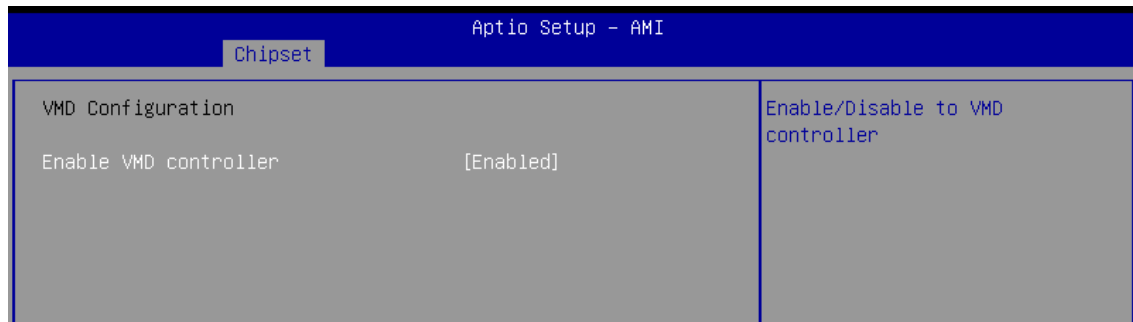 Aptio Setup - AMI
Chipset
VMD Configuration
Enable VMD controller [Enabled]
Enable/Disable to VMD
controller